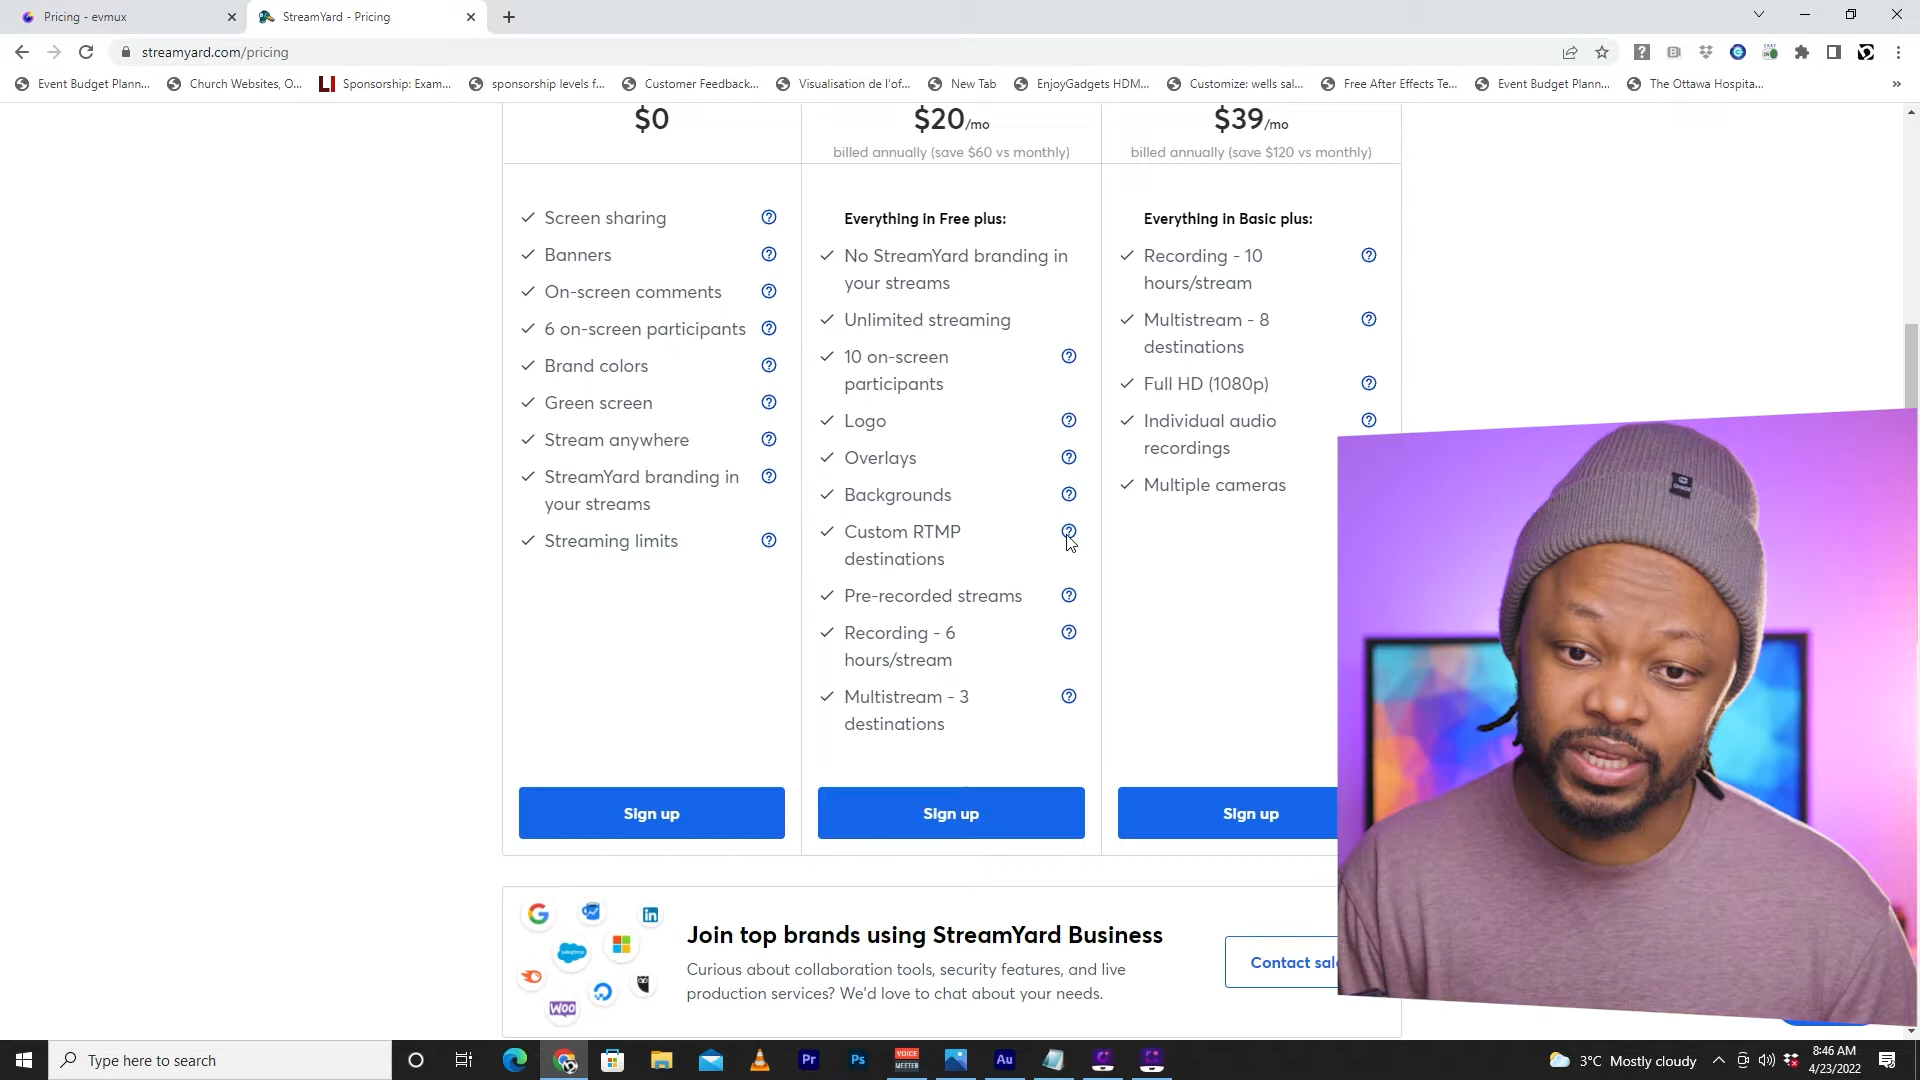 Pricing - evmux
StreamYard - Pricing
streamyard.com/pricing
Event Budget Plann...
Church Websites, O...
Sponsorship: Exam...
sponsorship levels f...
Customer Feedback...
Visualisation de l'of...
New Tab
EnjoyGadgets HDM...
Customize: wells sal...
Free After Effects Te...
Event Budget Plann...
The Ottawa Hospita...
$0
Screen sharing
Banners
On-screen comments
6 on-screen participants
Brand colors
Green screen
Stream anywhere
StreamYard branding in
your streams
Streaming limits
Sign up
$20/mo
billed annually (save $60 vs monthly)
Everything in Free plus:
No StreamYard branding in
your streams
Unlimited streaming
10 on-screen
participants
Logo
Overlays
Backgrounds
Custom RTMP
destinations
Pre-recorded streams
Recording - 6
hours/stream
Multistream - 3
destinations
Sign up
$39/mo
billed annually (save $120 vs monthly)
Everything in Basic plus:
Recording - 10
hours/stream
Multistream - 8
destinations
Full HD (1080p)
Individual audio
recordings
Multiple cameras
Sign up
Join top brands using StreamYard Business
Curious about collaboration tools, security features, and live
production services? We'd love to chat about your needs.
Contact sal
WOO
Type here to search
Pr
Ps
VOICE
MEETER
Au
3°C Mostly cloudy
8:46 AM
4/23/2022